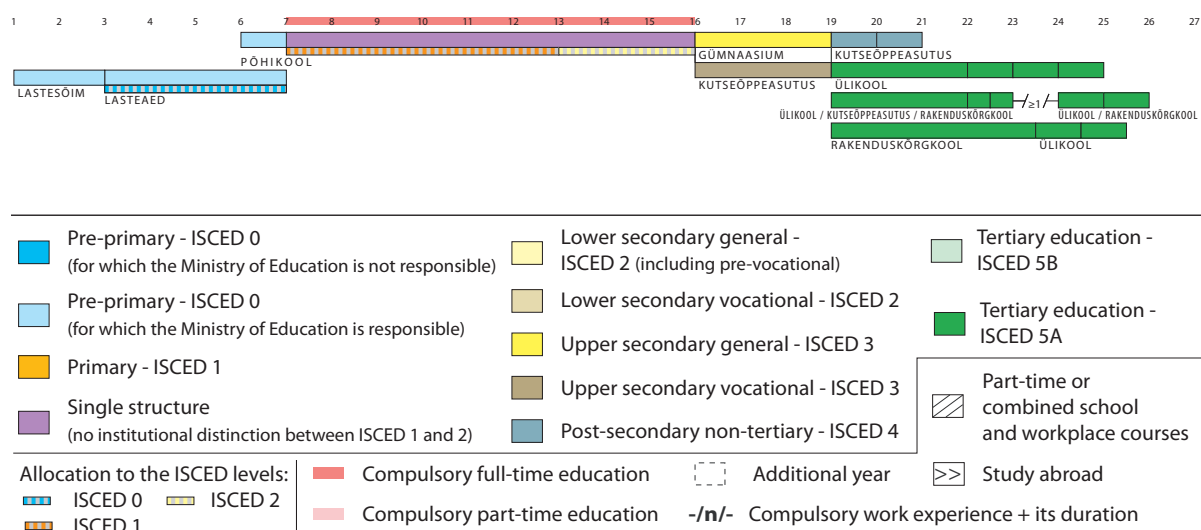 1 2 3 4 5 6 7 8 9 10 11 12 13 14 15 16 17 18 19 20 21 22 23 24 25 26 27
PÕHIKOOL
GÜMNAASIUM
KUTSEÕPPEASUTUS
LASTESÕIM
LASTEAED
KUTSEÕPPEASUTUS
ÜLIKOOL
≥1
ÜLIKOOL / KUTSEÕPPEASUTUS / RAKENDUSKÕRGKOOL
ÜLIKOOL / RAKENDUSKÕRGKOOL
RAKENDUSKÕRGKOOL
ÜLIKOOL
Pre-primary - ISCED 0
(for which the Ministry of Education is not responsible)
Pre-primary - ISCED 0
(for which the Ministry of Education is responsible)
Primary - ISCED 1
Single structure
(no institutional distinction between ISCED 1 and 2)
Lower secondary general -
ISCED 2 (including pre-vocational)
Lower secondary vocational - ISCED 2
Upper secondary general - ISCED 3
Upper secondary vocational - ISCED 3
Post-secondary non-tertiary - ISCED 4
Tertiary education -
ISCED 5B
Tertiary education -
ISCED 5A
Part-time or
combined school
and workplace courses
Allocation to the ISCED levels:
ISCED 0
ISCED 2
ISCED 1
Compulsory full-time education
Additional year
>> Study abroad
Compulsory part-time education
-/n/- Compulsory work experience + its duration